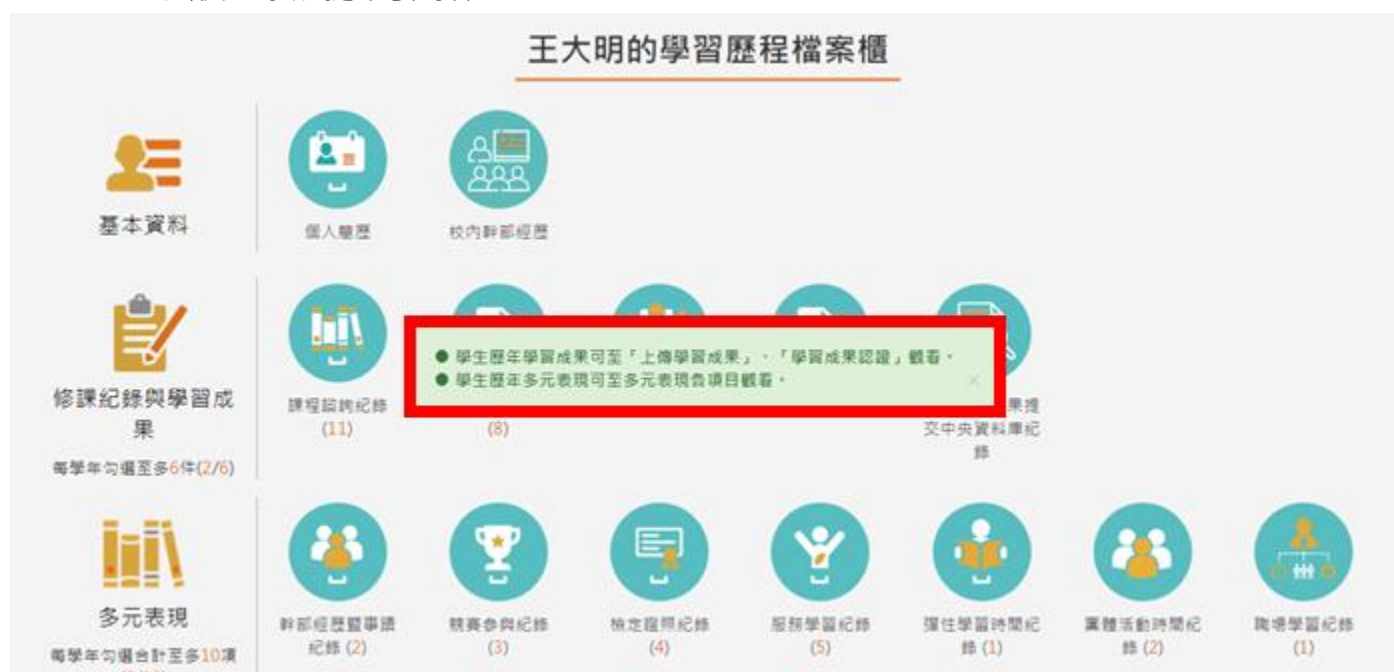 王大明的學習歷程檔案櫃
基本資料
個人簡歷
校內幹部經歷
● 學生歷年學習成果可至「上傳學習成果」、「學習成果認證」觀看。
● 學生歷年多元表現可至多元表現各項目觀看。
修課紀錄與學習成
果
每學年勾選至多6件(2/6)
課程諮詢紀錄
(11)
(8)
果提
交中央資料庫紀
錄
多元表現
每學年勾選合計至多10項
幹部經歷暨事蹟
紀錄 (2)
競賽參與紀錄
(3)
檢定證照紀錄
(4)
服務學習紀錄
(5)
彈性學習時間紀
錄 (1)
團體活動時間紀
錄 (2)
職場學習紀錄
(1)